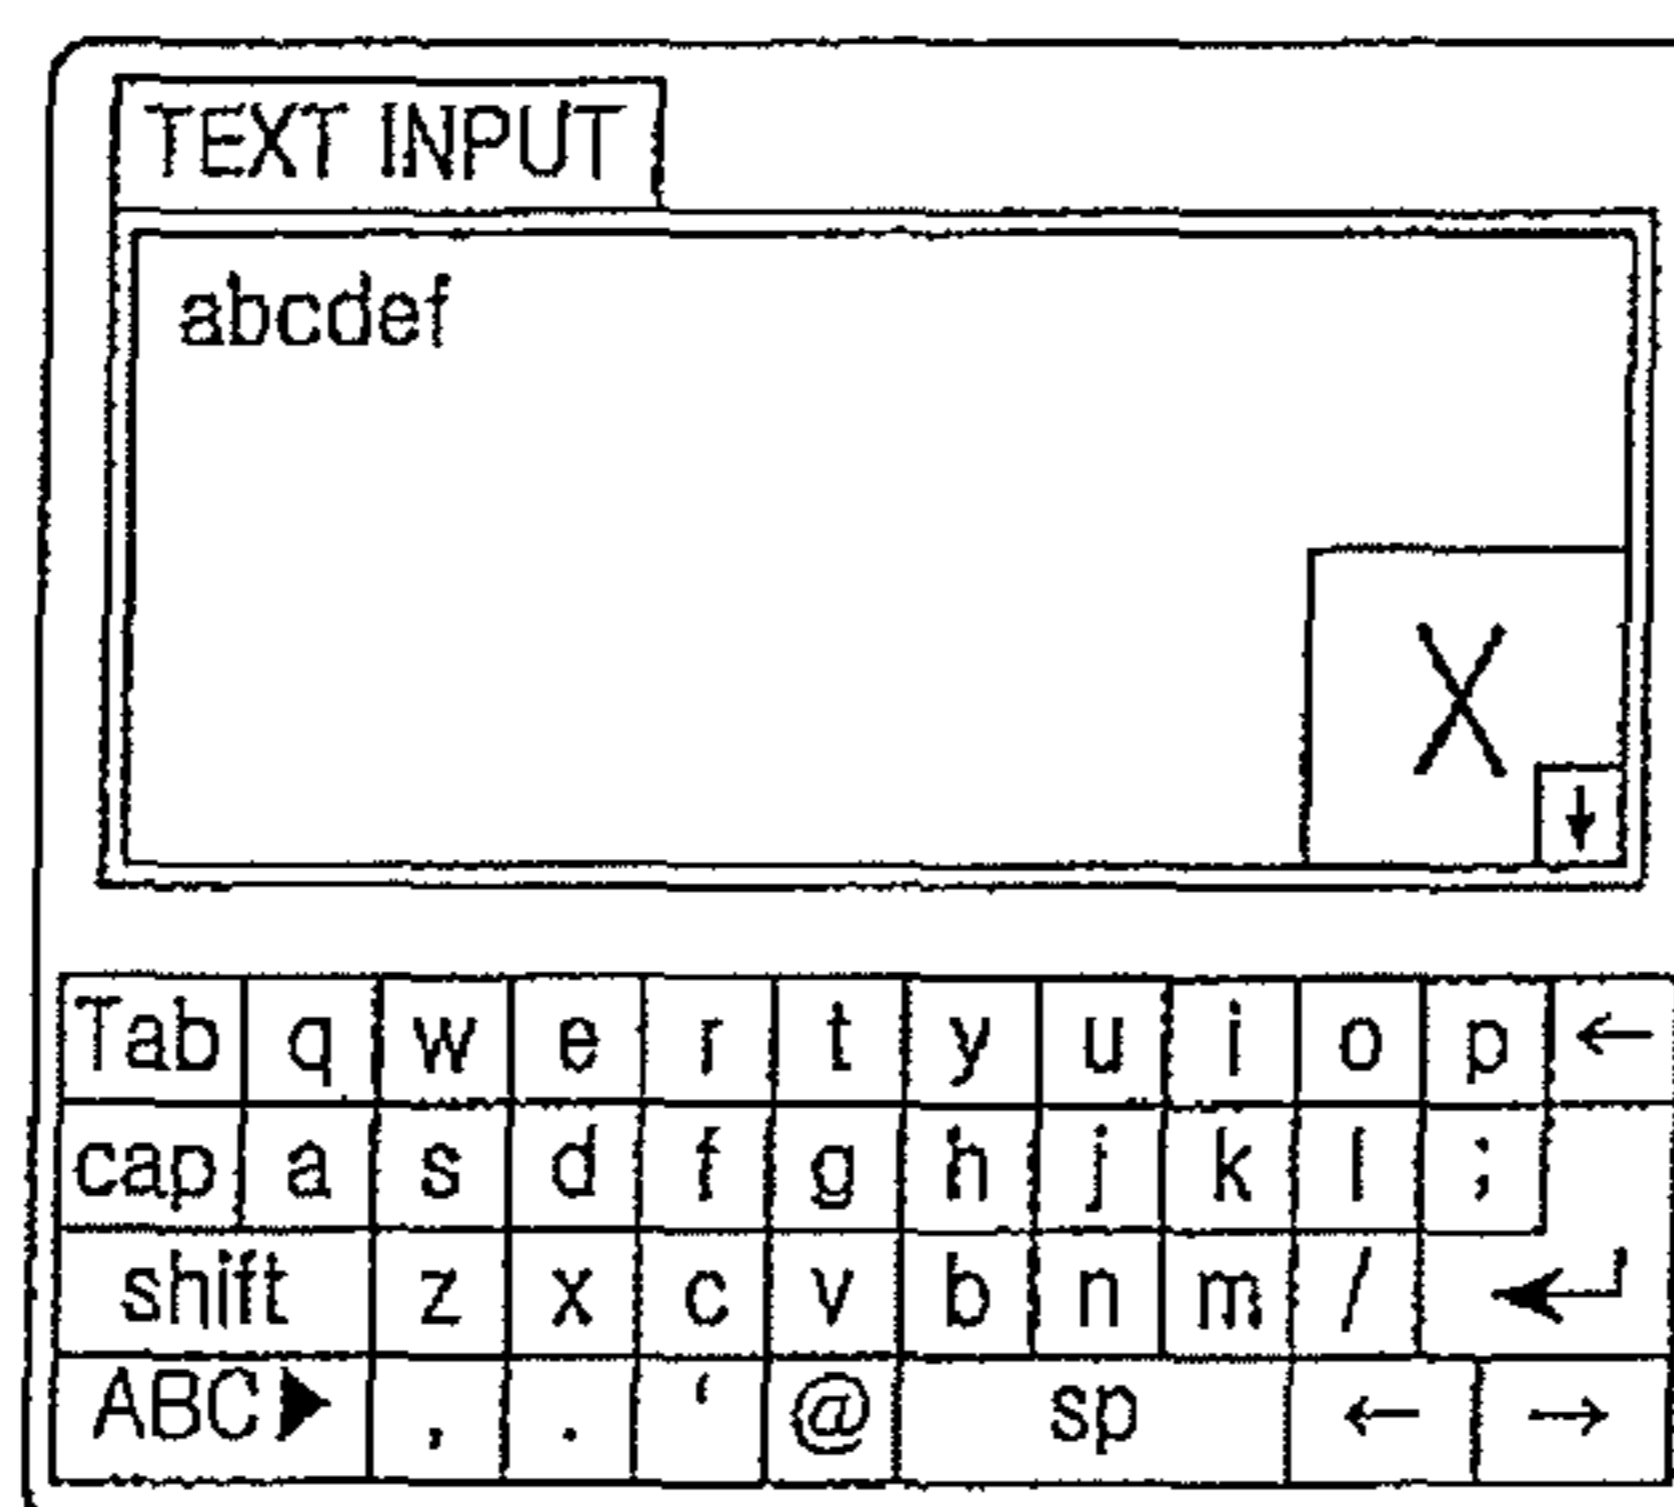 TEXT INPUT
abcdef
X
↓
Tab q w e r t y u i o p ←
cap a s d f g h j k l ;
shift z x c v b n m / ↵
ABC▶ , . ‘ @ sp ← →